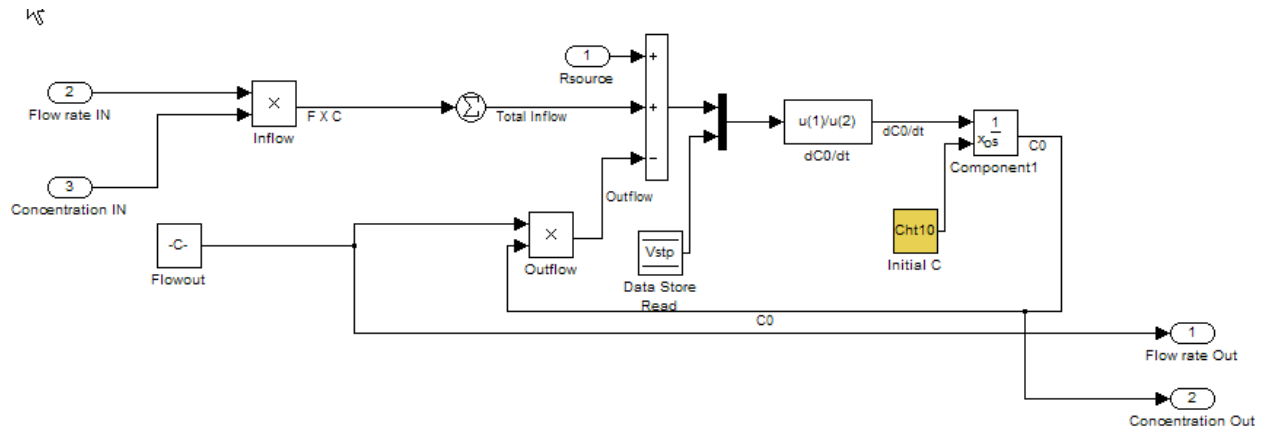 1
Rsource
+
2
Flow rate IN
×
Inflow
F X C
Σ
Total Inflow
+
u(1)/u(2)
dC0/dt
dC0/dt
1
xos
Component1
C0
−
3
Concentration IN
Outflow
-C-
Flowout
×
Outflow
Vstp
Data Store
Read
Cht10
Initial C
C0
1
Flow rate Out
2
Concentration Out